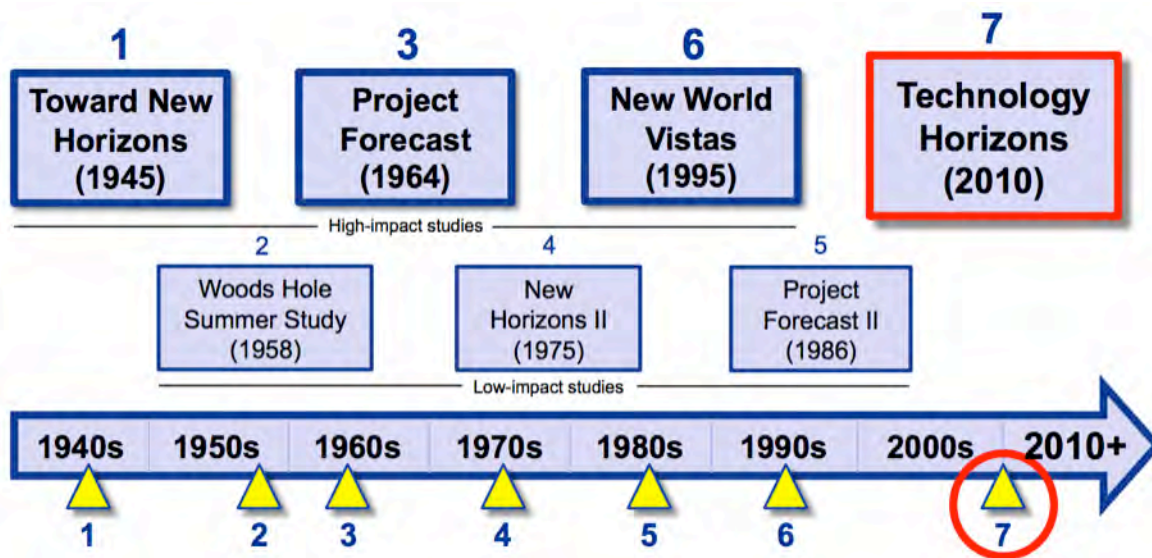 1
3
6
7
Toward New
Horizons
(1945)
Project
Forecast
(1964)
New World
Vistas
(1995)
Technology
Horizons
(2010)
High-impact studies
2
4
5
Woods Hole
Summer Study
(1958)
New
Horizons II
(1975)
Project
Forecast II
(1986)
Low-impact studies
1940s
1950s
1960s
1970s
1980s
1990s
2000s
2010+
1
2
3
4
5
6
7